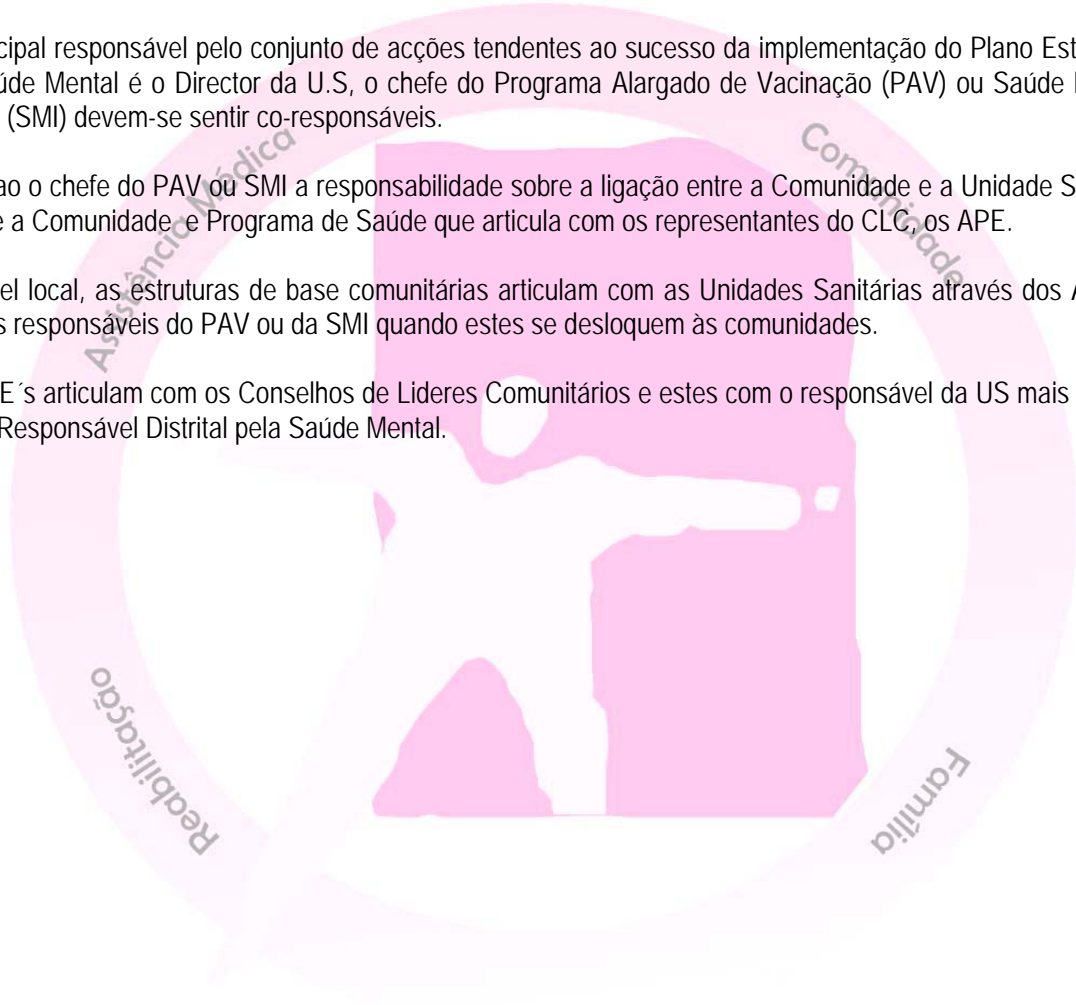 cipal responsável pelo conjunto de acções tendentes ao sucesso da implementação do Plano Est
úde Mental é o Director da U.S, o chefe do Programa Alargado de Vacinação (PAV) ou Saúde
(SMI) devem-se sentir co-responsáveis.
ao o chefe do PAV ou SMI a responsabilidade sobre a ligação entre a Comunidade e a Unidade S
e a Comunidade e Programa de Saúde que articula com os representantes do CLC, os APE.
el local, as estruturas de base comunitárias articulam com as Unidades Sanitárias através dos A
s responsáveis do PAV ou da SMI quando estes se desloquem às comunidades.
E´s articulam com os Conselhos de Lideres Comunitários e estes com o responsável da US mais
Responsável Distrital pela Saúde Mental.
Assistência Médica
Comunidade
Reabilitação
Família